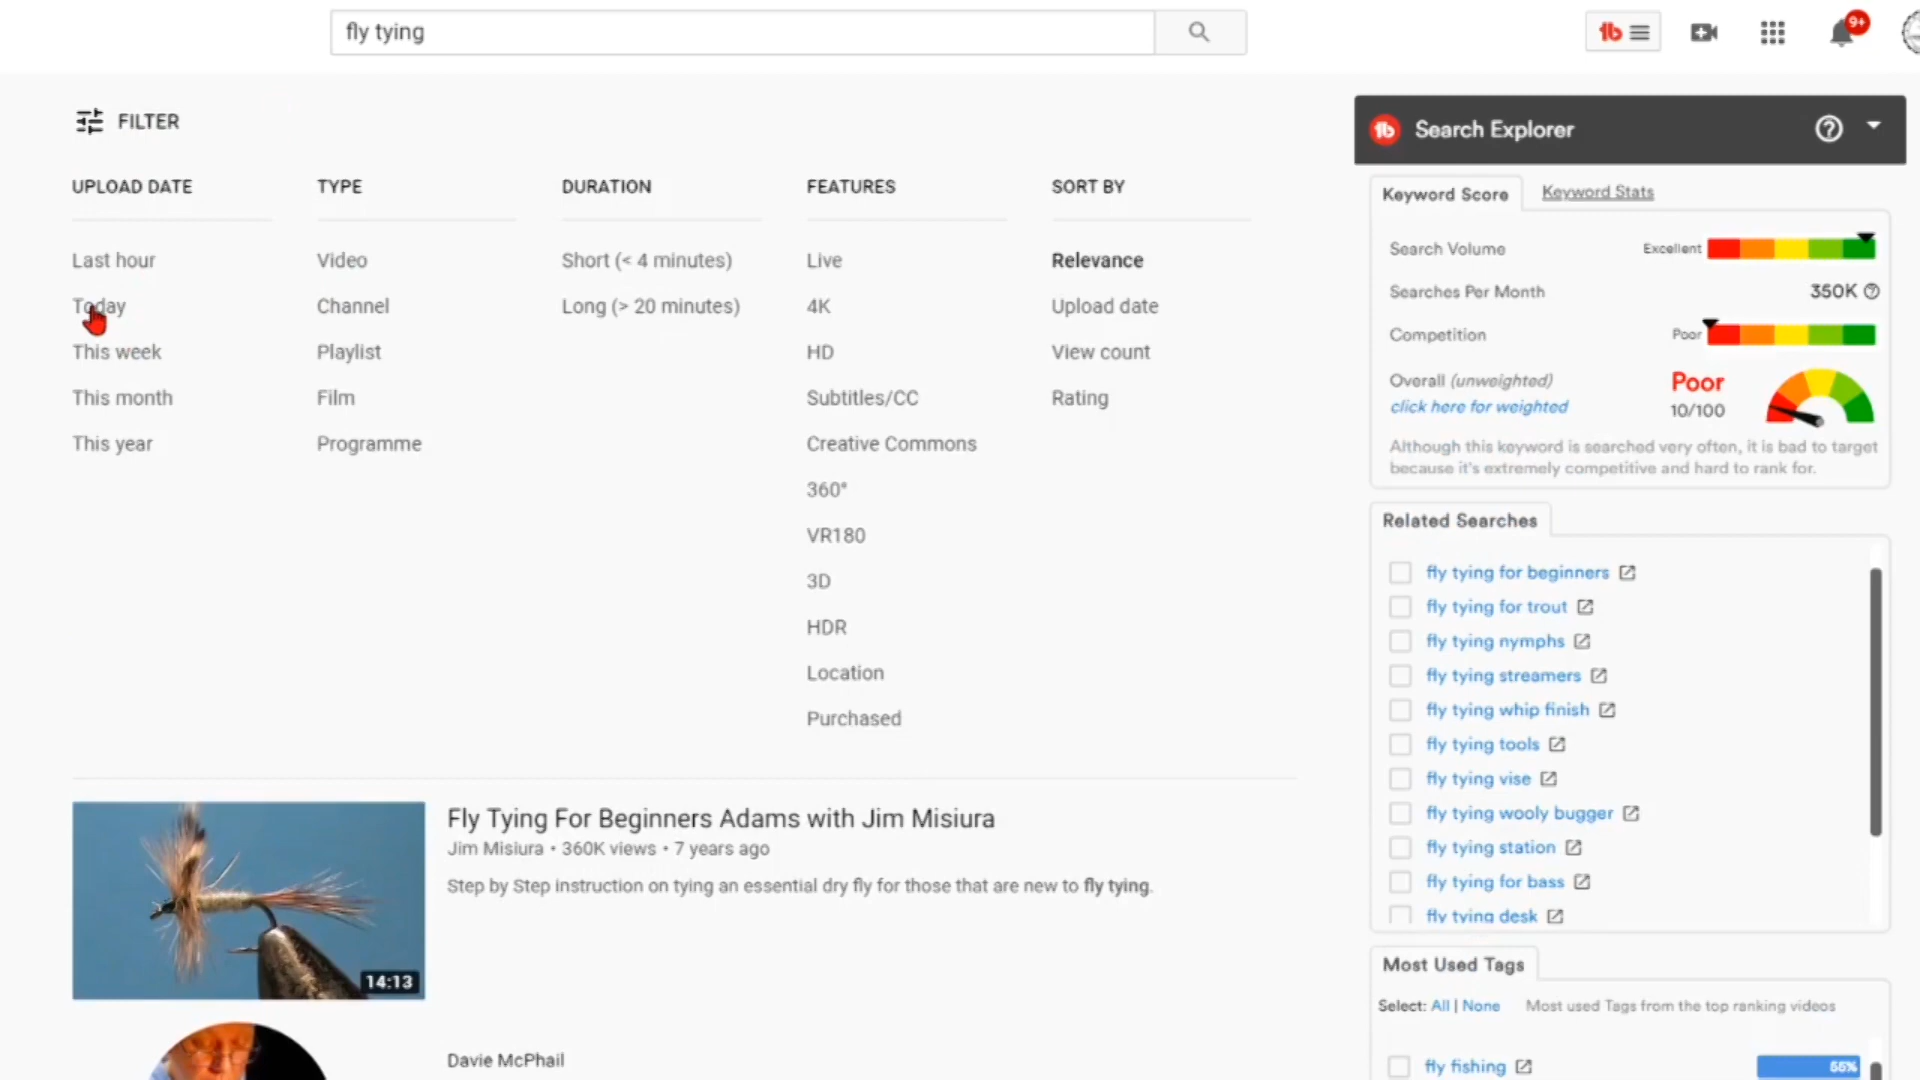 fly tying
9+
FILTER
UPLOAD DATE
Last hour
Today
This week
This month
This year
TYPE
Video
Channel
Playlist
Film
Programme
DURATION
Short (< 4 minutes)
Long (> 20 minutes)
FEATURES
Live
4K
HD
Subtitles/CC
Creative Commons
360°
VR180
3D
HDR
Location
Purchased
SORT BY
Relevance
Upload date
View count
Rating
Fly Tying For Beginners Adams with Jim Misiura
Jim Misiura • 360K views • 7 years ago
Step by Step instruction on tying an essential dry fly for those that are new to fly tying.
14:13
Davie McPhail
Search Explorer
Keyword Score
Keyword Stats
Search Volume Excellent
Searches Per Month 350K
Competition Poor
Overall (unweighted) Poor
click here for weighted 10/100
Although this keyword is searched very often, it is bad to target
because it's extremely competitive and hard to rank for.
Related Searches
fly tying for beginners
fly tying for trout
fly tying nymphs
fly tying streamers
fly tying whip finish
fly tying tools
fly tying vise
fly tying wooly bugger
fly tying station
fly tying for bass
fly tying desk
Most Used Tags
Select: All | None Most used Tags from the top ranking videos
fly fishing 55%